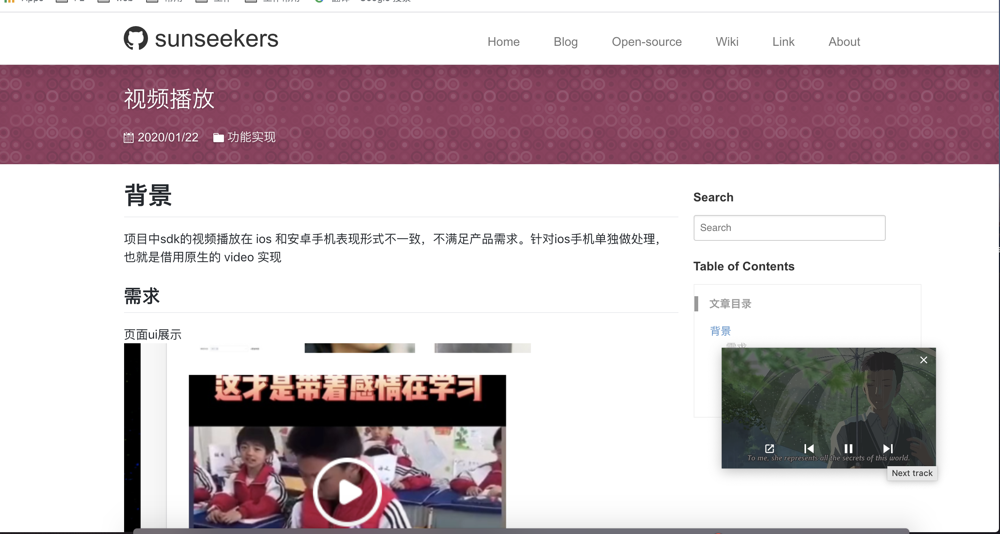 sunseekers
Home Blog Open-source Wiki Link About
视频播放
2020/01/22 功能实现
背景
项目中sdk的视频播放在 ios 和安卓手机表现形式不一致，不满足产品需求。针对ios手机单独做处理，
也就是借用原生的 video 实现
需求
页面ui展示
这才是带着感情在学习
Search
Search
Table of Contents
文章目录
背景
需求
To me, she represents all the secrets of this world.
Next track